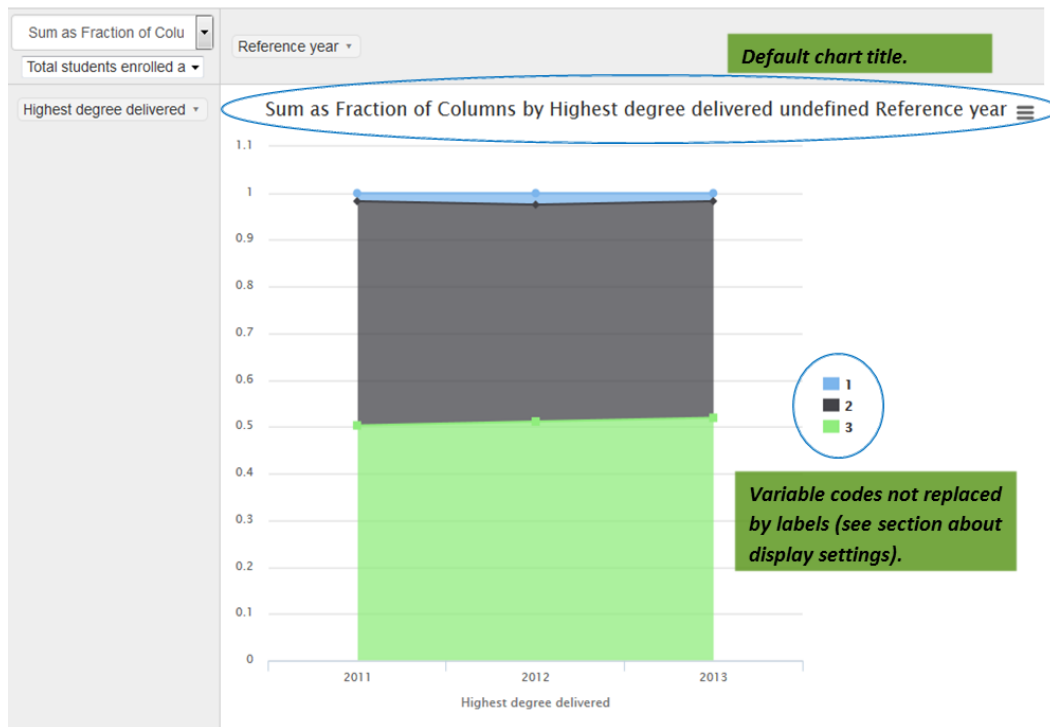 Sum as Fraction of Colu
Total students enrolled a
Reference year
Default chart title.
Highest degree delivered
Sum as Fraction of Columns by Highest degree delivered undefined Reference year
1.1
1
0.9
0.8
0.7
0.6
0.5
0.4
0.3
0.2
0.1
0
1
2
3
Variable codes not replaced
by labels (see section about
display settings).
2011
2012
2013
Highest degree delivered